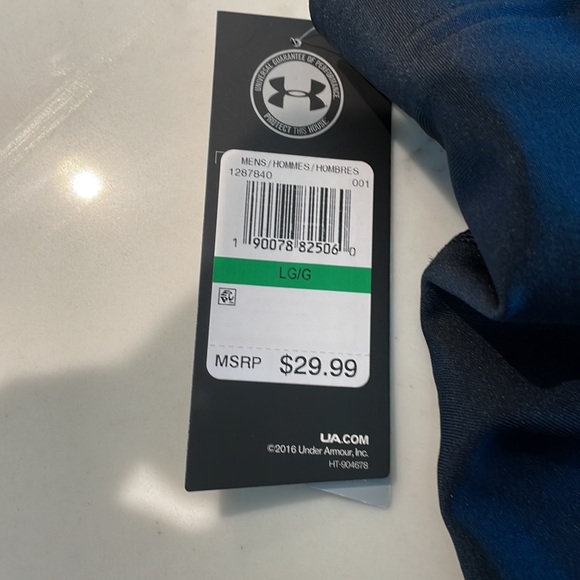 UNIVERSAL GUARANTEE OF PERFORMANCE
PROTECT THIS HOUSE
MENS / HOMMES / HOMBRES
1287840 001
1 90078 82506 0
LG/G
MSRP $29.99
UA.COM
©2016 Under Armour, Inc.
HT-904678